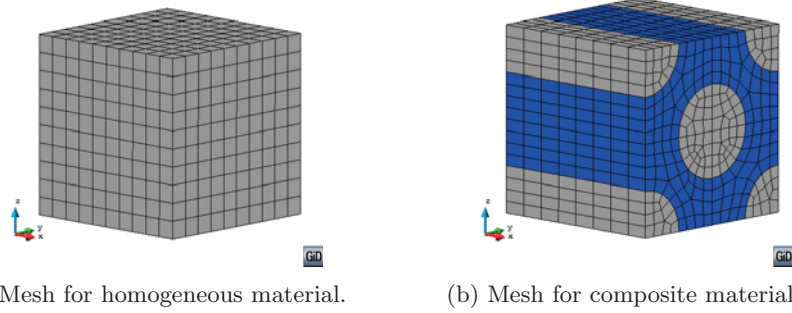 z
y
x
GiD
z
y
x
GiD
Mesh for homogeneous material.
(b) Mesh for composite material